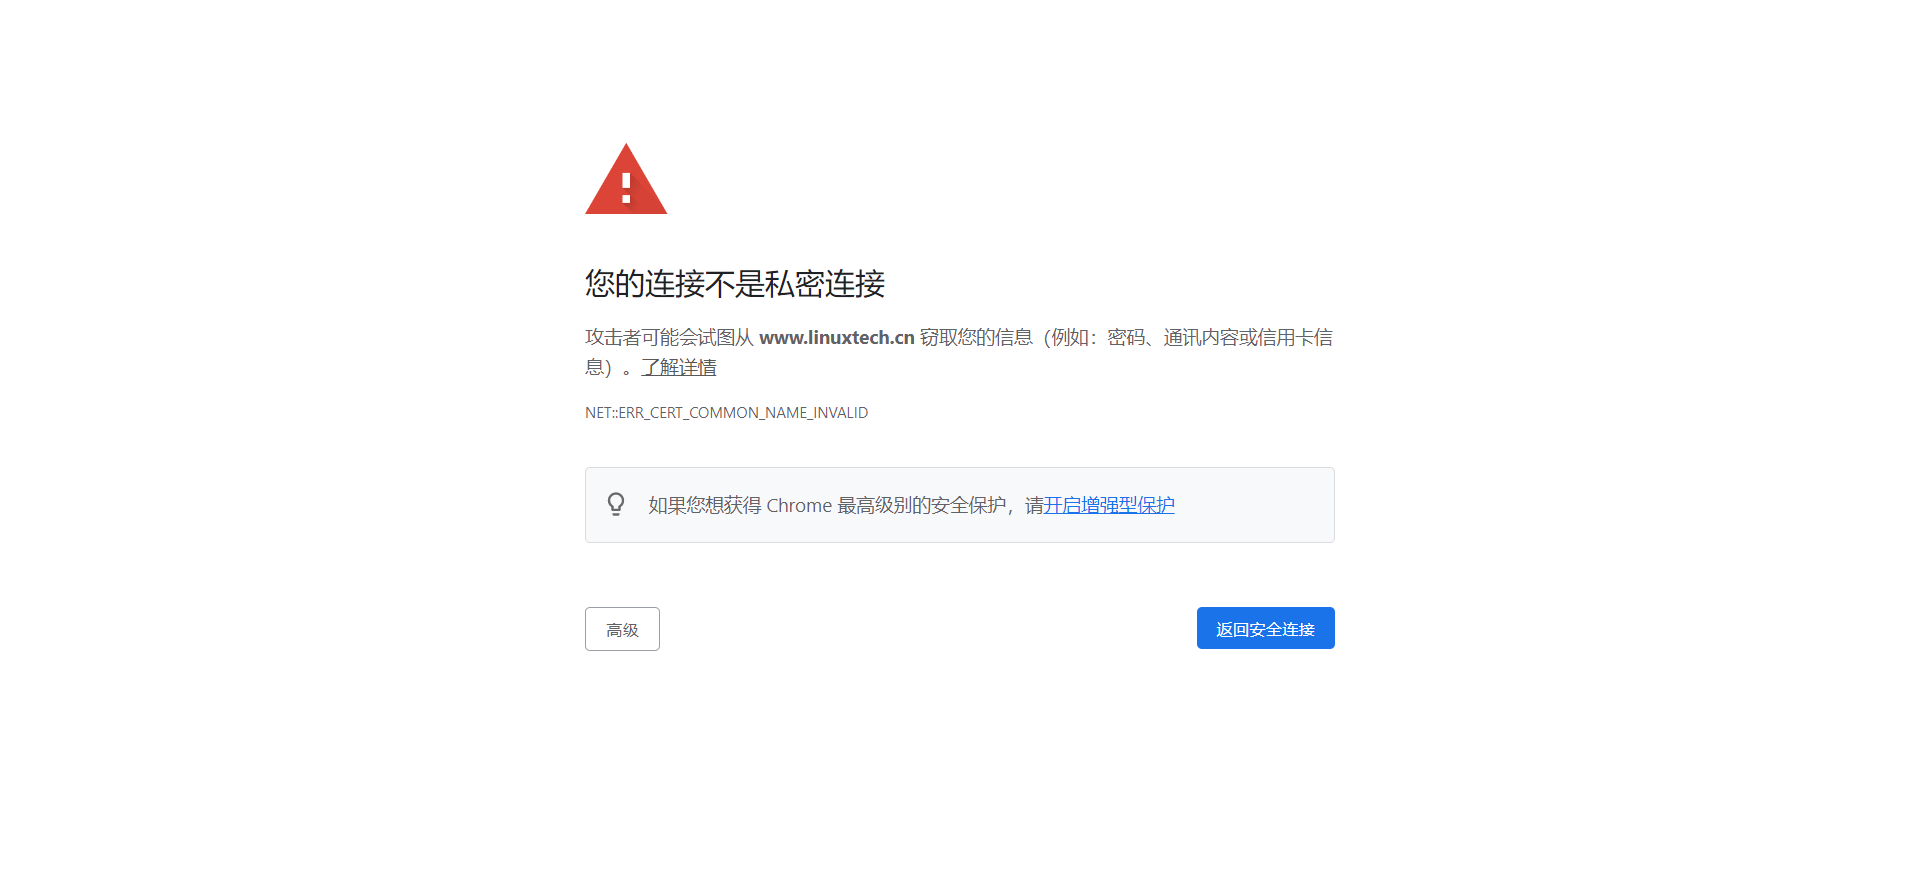 您的连接不是私密连接
攻击者可能会试图从 www.linuxtech.cn 窃取您的信息（例如：密码、通讯内容或信用卡信
息）。了解详情
NET::ERR_CERT_COMMON_NAME_INVALID
如果您想获得 Chrome 最高级别的安全保护，请开启增强型保护
高级
返回安全连接